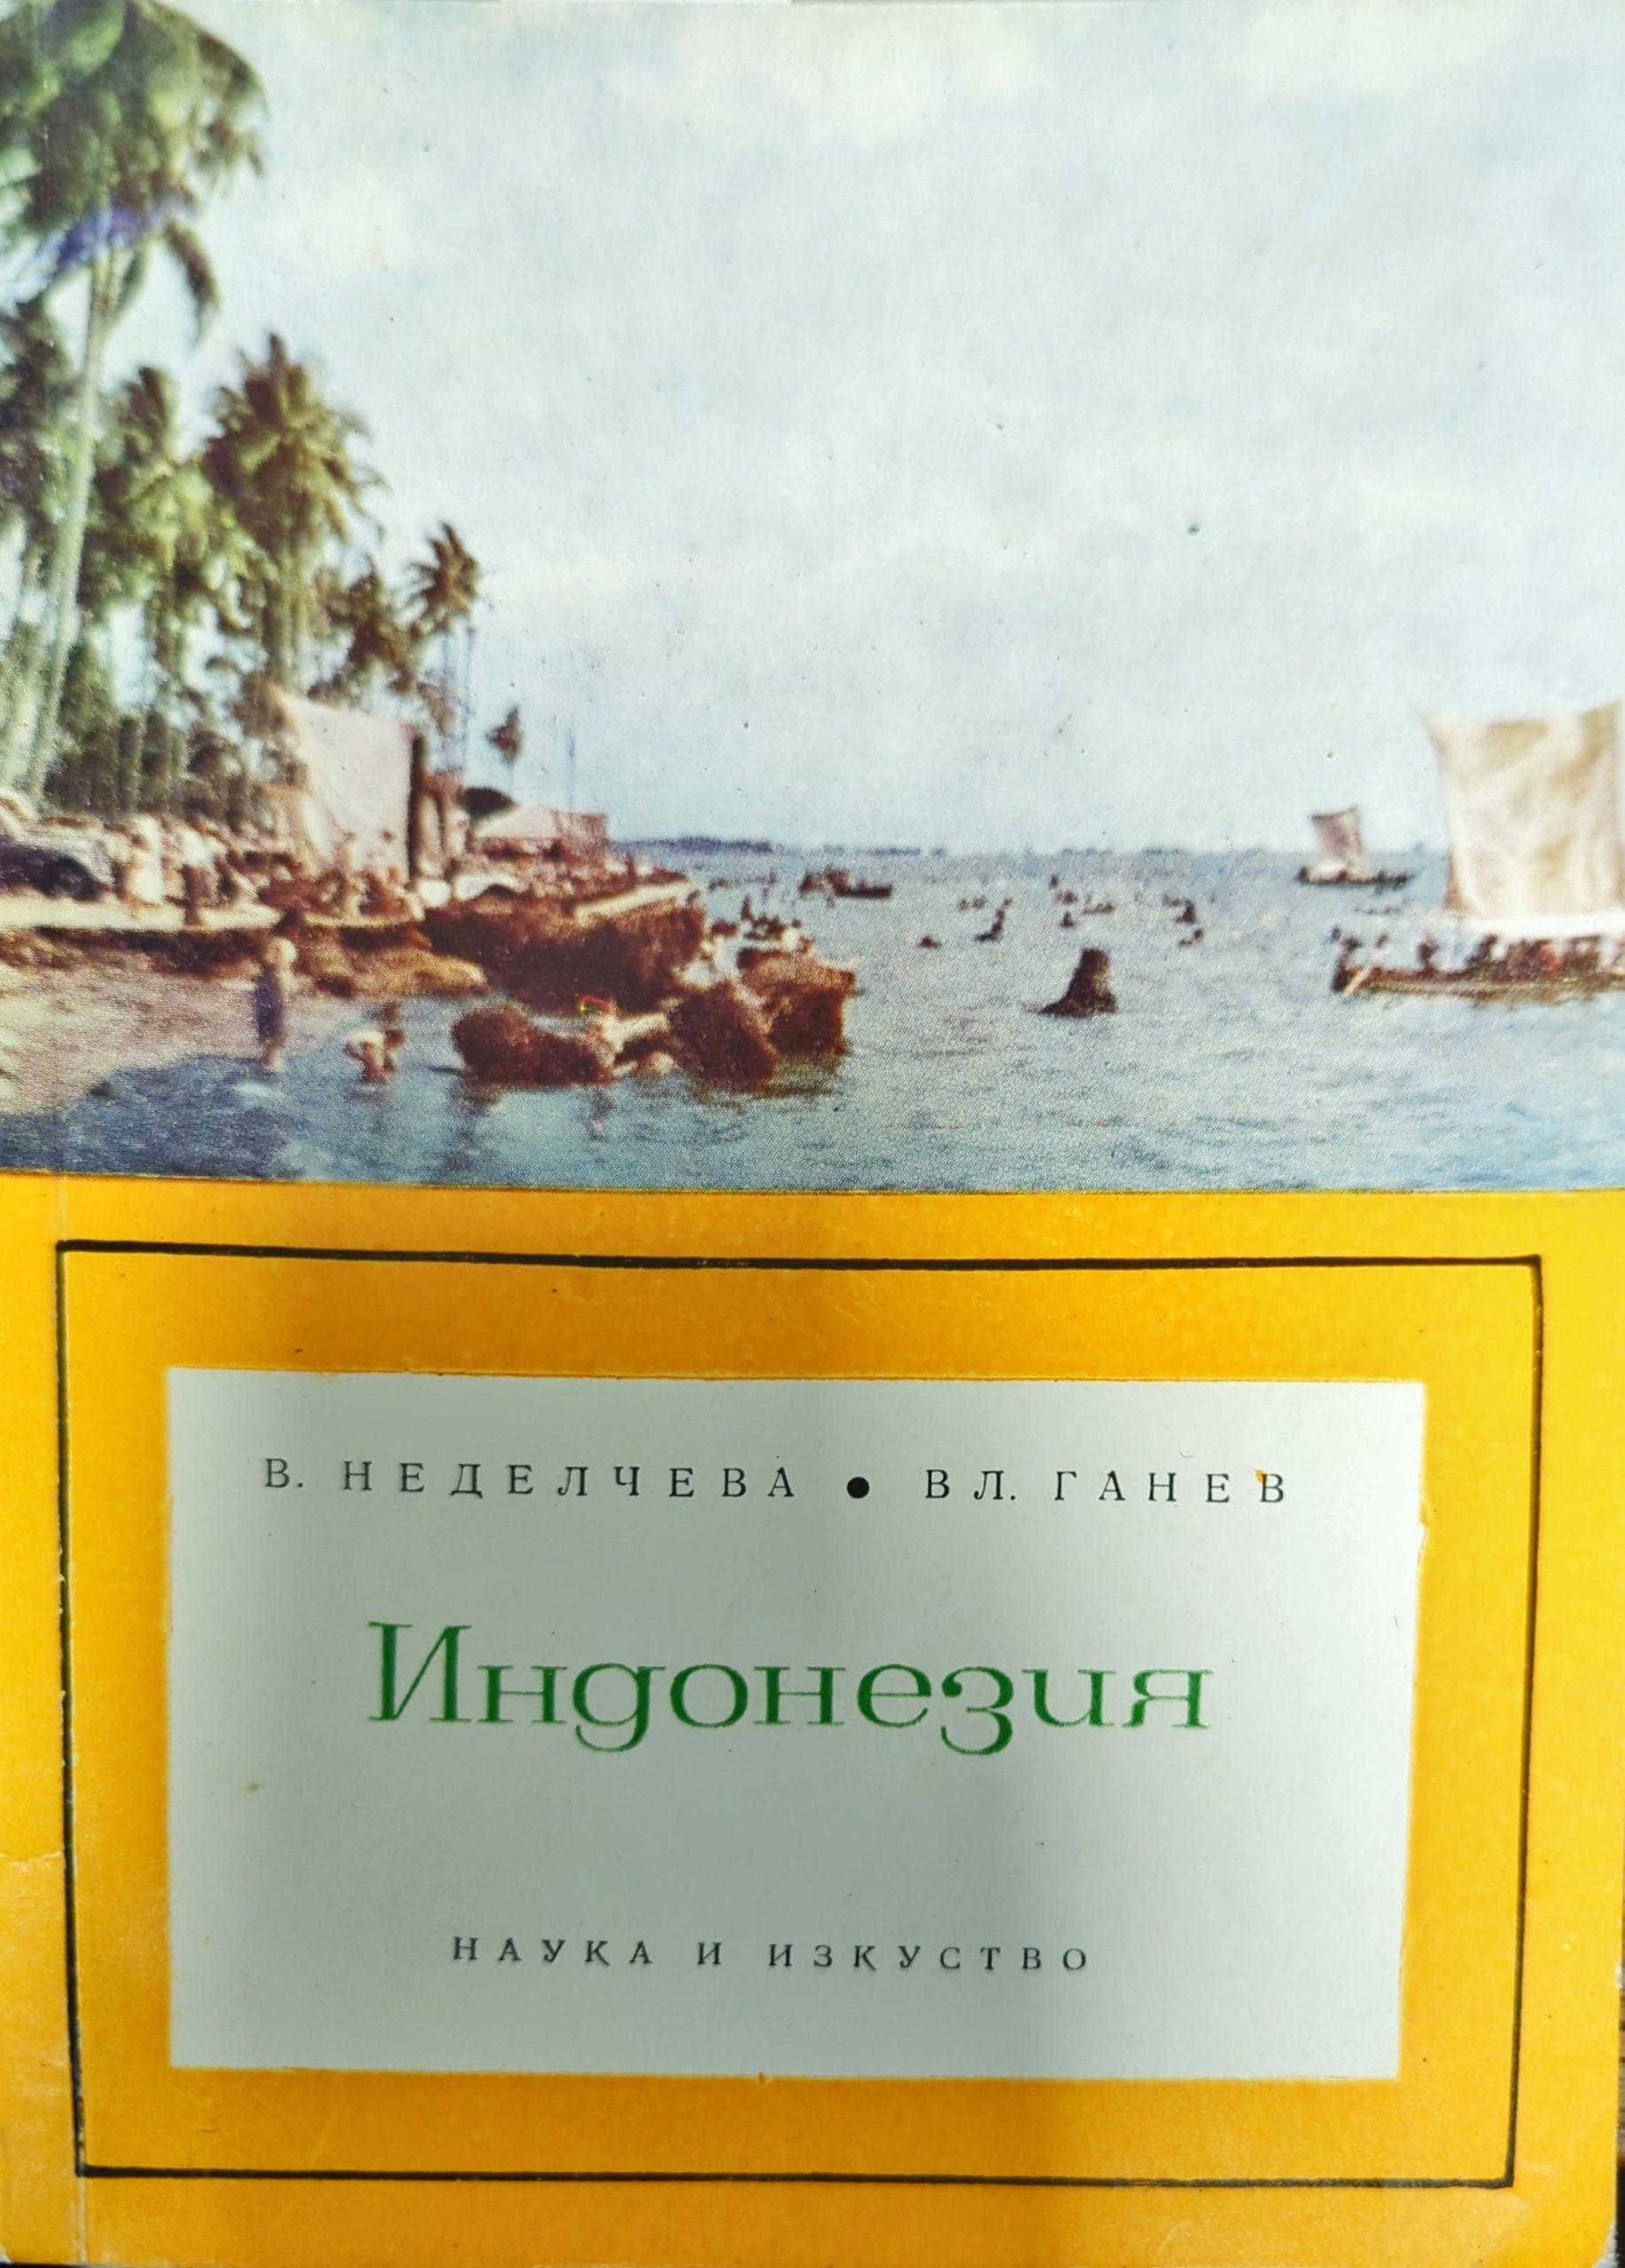 В. НЕДЕЛЧЕВА ● ВЛ. ГАНЕВ
Индонезия
НАУКА И ИЗКУСТВО